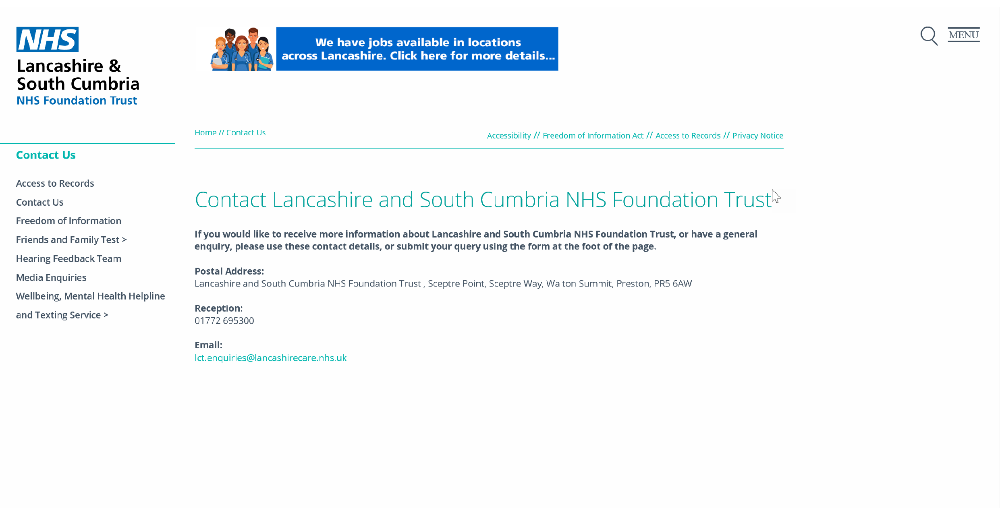 NHS
Lancashire &
South Cumbria
NHS Foundation Trust
We have jobs available in locations
across Lancashire. Click here for more details...
MENU
Home // Contact Us
Accessibility // Freedom of Information Act // Access to Records // Privacy Notice
Contact Us
Access to Records
Contact Us
Freedom of Information
Friends and Family Test >
Hearing Feedback Team
Media Enquiries
Wellbeing, Mental Health Helpline
and Texting Service >
Contact Lancashire and South Cumbria NHS Foundation Trust
If you would like to receive more information about Lancashire and South Cumbria NHS Foundation Trust, or have a general
enquiry, please use these contact details, or submit your query using the form at the foot of the page.
Postal Address:
Lancashire and South Cumbria NHS Foundation Trust , Sceptre Point, Sceptre Way, Walton Summit, Preston, PR5 6AW
Reception:
01772 695300
Email:
lct.enquiries@lancashirecare.nhs.uk